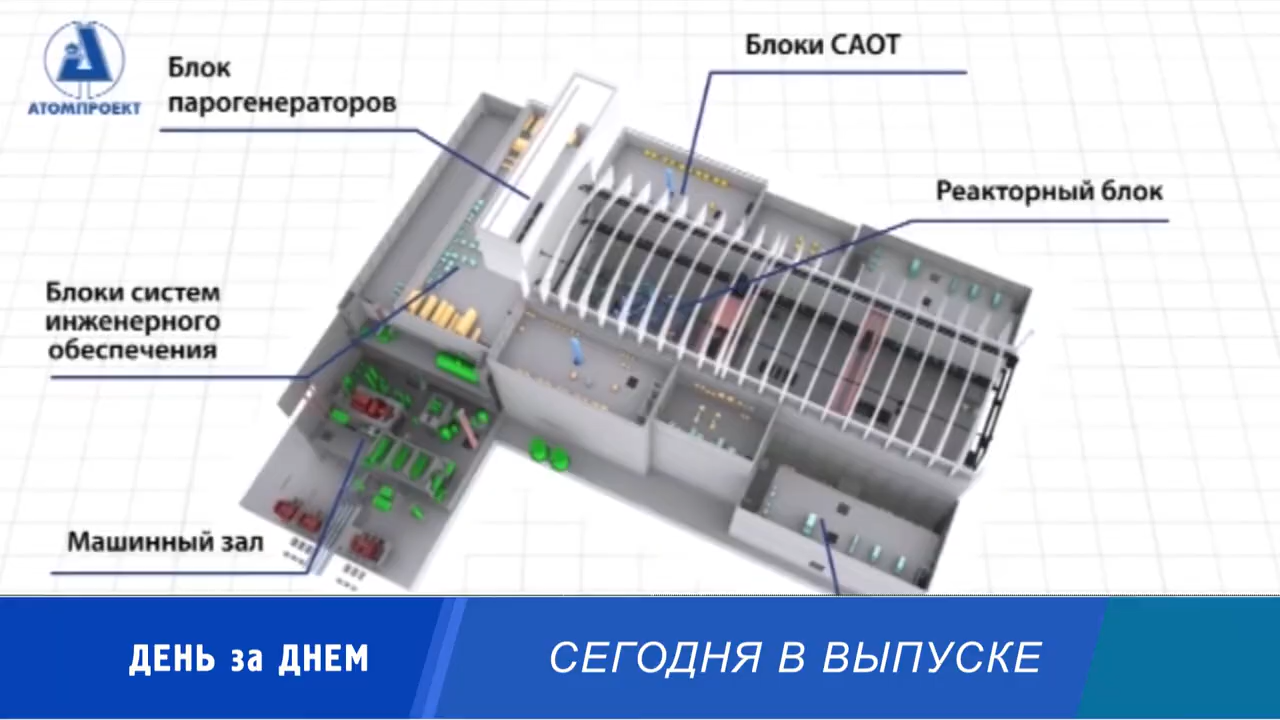 АТОМПРОЕКТ
Блок
парогенераторов
Блоки САОТ
Реакторный блок
Блоки систем
инженерного
обеспечения
Машинный зал
ДЕНЬ за ДНЕМ
СЕГОДНЯ В ВЫПУСКЕ